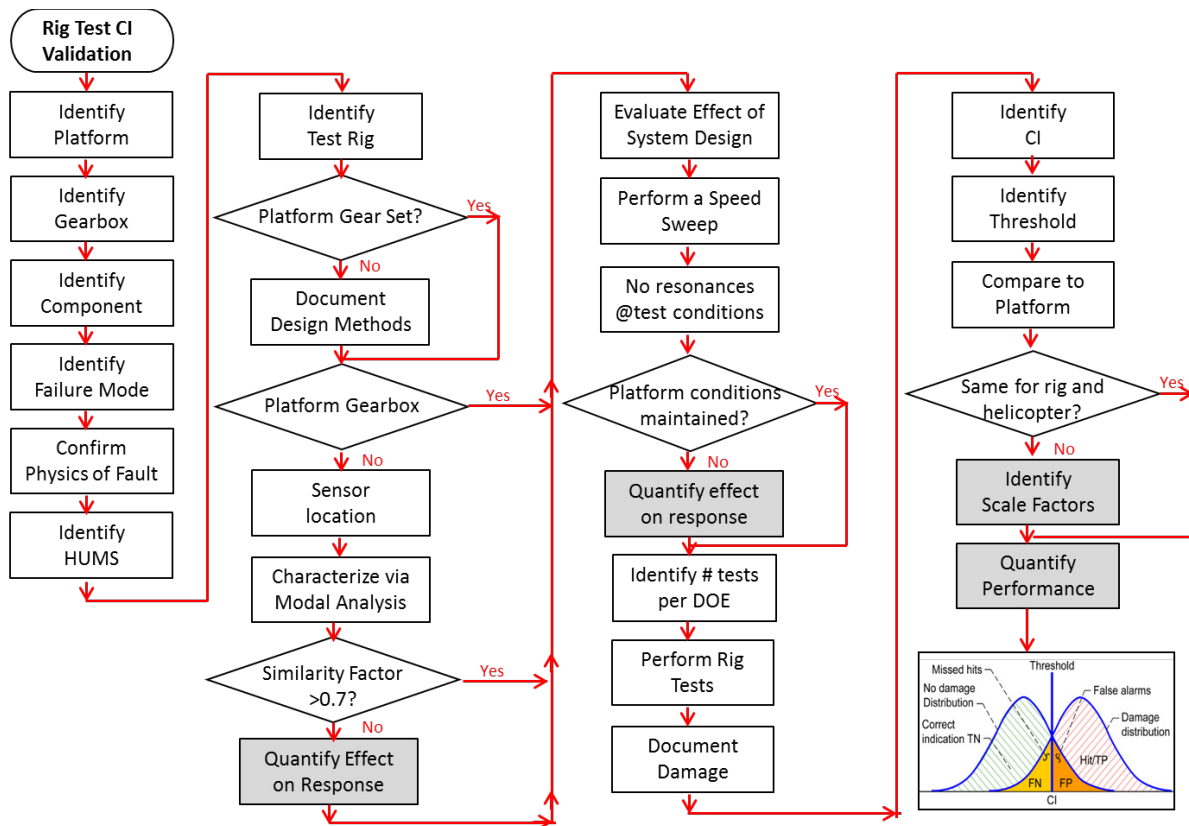 Rig Test CI
Validation
Identify
Platform
Identify
Gearbox
Identify
Component
Identify
Failure Mode
Confirm
Physics of Fault
Identify
HUMS
Identify
Test Rig
Platform Gear Set?
Yes
No
Document
Design Methods
Platform Gearbox
Yes
No
Sensor
location
Characterize via
Modal Analysis
Similarity Factor
>0.7?
Yes
No
Quantify Effect
on Response
Evaluate Effect of
System Design
Perform a Speed
Sweep
No resonances
@test conditions
Platform conditions
maintained?
Yes
No
Quantify effect
on response
Identify # tests
per DOE
Perform Rig
Tests
Document
Damage
Identify
CI
Identify
Threshold
Compare to
Platform
Same for rig and
helicopter?
Yes
No
Identify
Scale Factors
Quantify
Performance
Missed hits
Threshold
No damage
Distribution
False alarms
Correct
indication TN
Damage
distribution
Hit/TP
FN
FP
CI